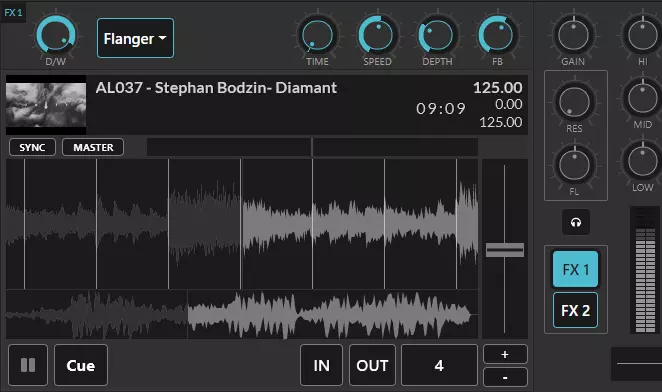 FX 1
D/W
Flanger
TIME
SPEED
DEPTH
FB
GAIN
HI
AL037 - Stephan Bodzin- Diamant
125.00
09:09
0.00
125.00
RES
MID
SYNC
MASTER
FL
LOW
FX 1
FX 2
Cue
IN
OUT
4
+
-